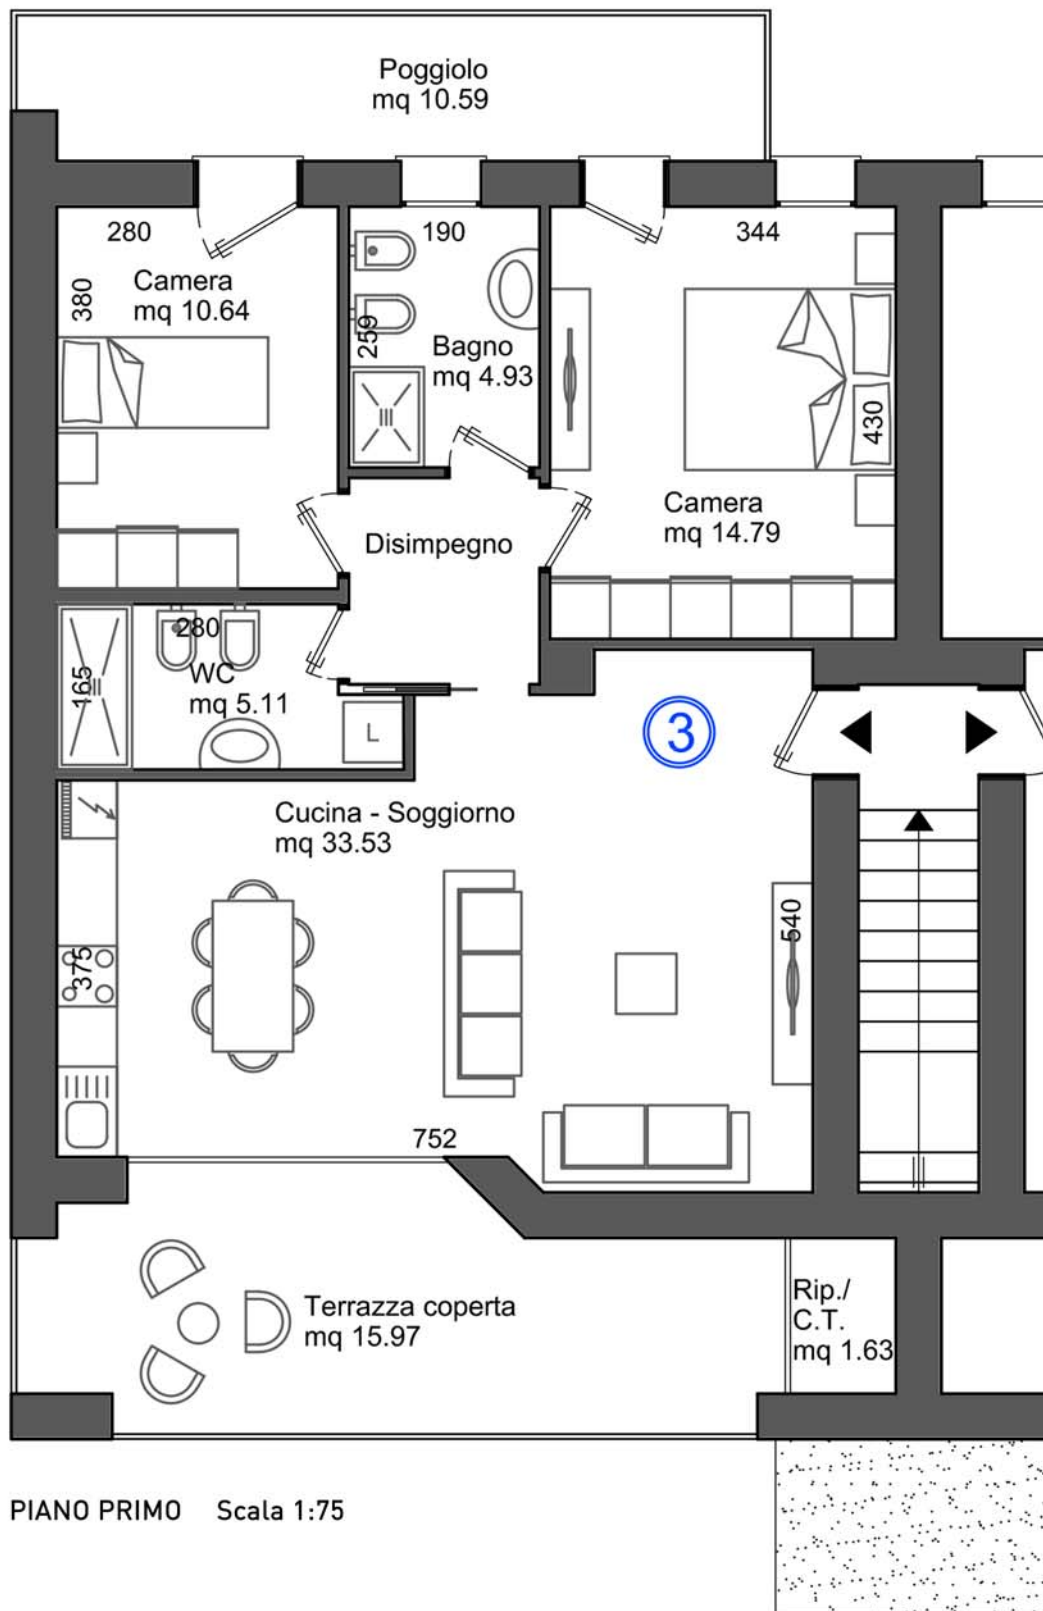 Poggiolo
mq 10.59
280
190
344
380
Camera
mq 10.64
259
Bagno
mq 4.93
430
Camera
mq 14.79
Disimpegno
280
165
WC
mq 5.11
L
3
Cucina - Soggiorno
mq 33.53
375
540
752
Terrazza coperta
mq 15.97
Rip./
C.T.
mq 1.63
PIANO PRIMO Scala 1:75